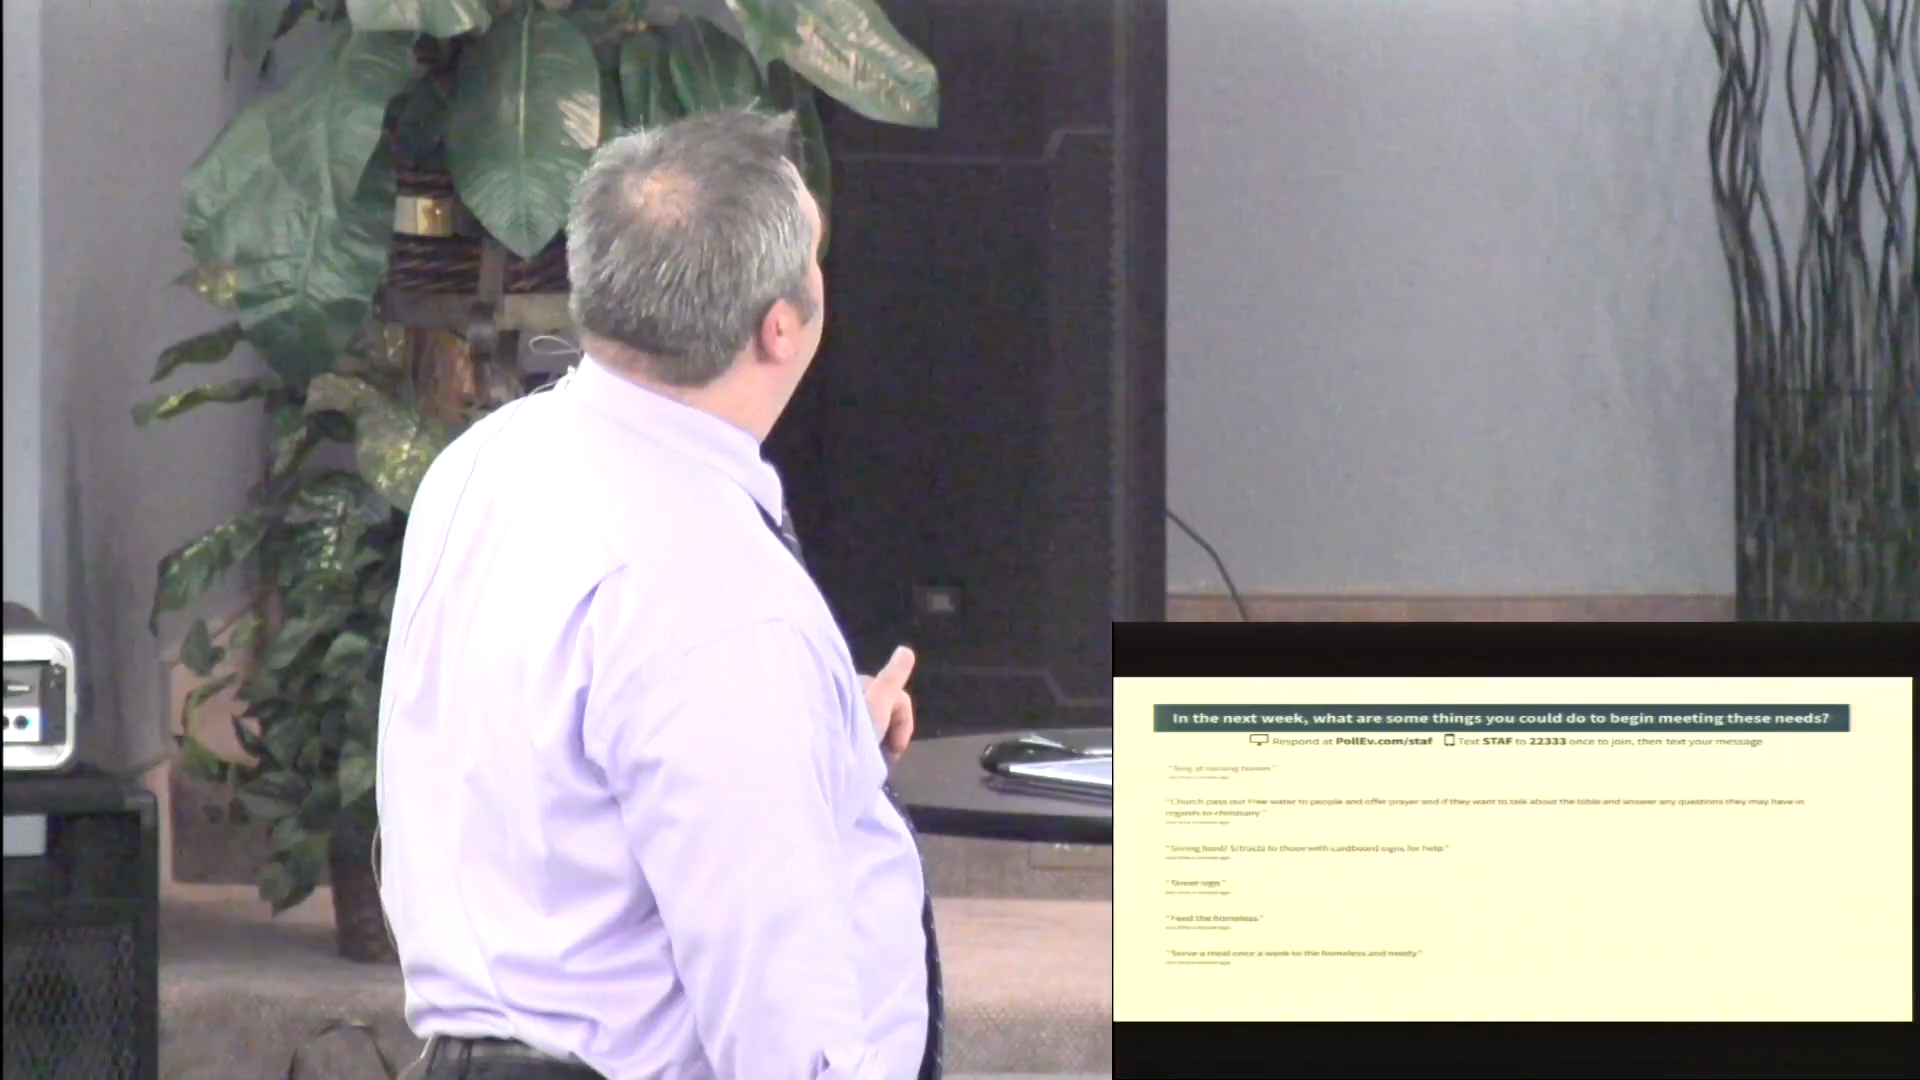 In the next week, what are some things you could do to begin meeting these needs?
Respond at PollEv.com/staf Text STAF to 22333 once to join, then text your message
"Sing at nursing homes"
"Church pass out Free water to people and offer prayer and if they want to talk about the bible and answer any questions they may have in
regards to christiany"
"Giving food/ $/tracts to those with cardboard signs for help"
"Street sign"
"Feed the homeless"
"Serve a meal once a week to the homeless and needy"